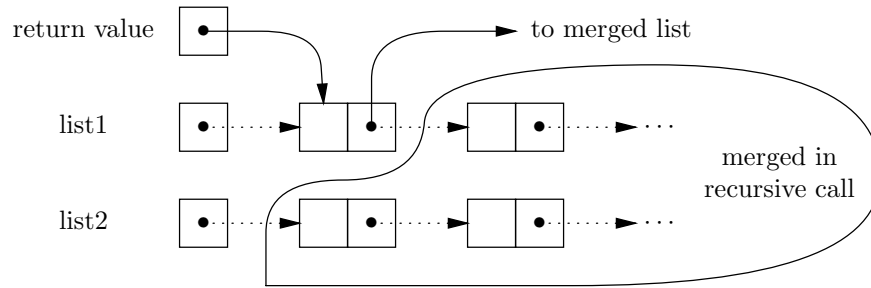 return value
to merged list
list1
···
merged in
recursive call
list2
···